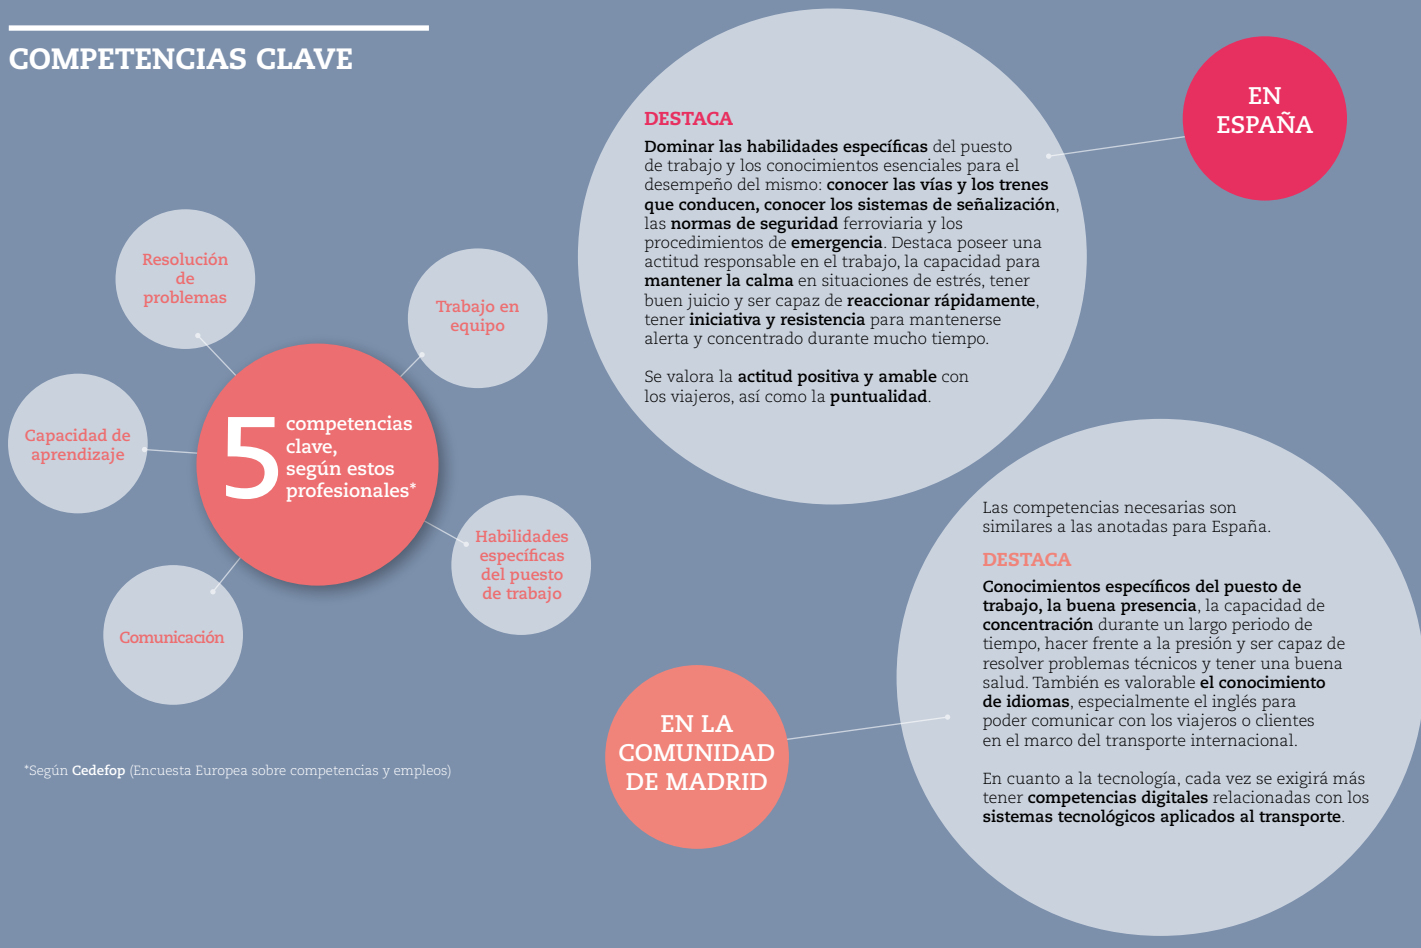 COMPETENCIAS CLAVE
Resolución
de
problemas
Trabajo en
equipo
Capacidad de
aprendizaje
5
competencias
clave,
según estos
profesionales*
Habilidades
específicas
del puesto
de trabajo
Comunicación
*Según Cedefop (Encuesta Europea sobre competencias y empleos)
EN
ESPAÑA
DESTACA
Dominar las habilidades específicas del puesto
de trabajo y los conocimientos esenciales para el
desempeño del mismo: conocer las vías y los trenes
que conducen, conocer los sistemas de señalización,
las normas de seguridad ferroviaria y los
procedimientos de emergencia. Destaca poseer una
actitud responsable en el trabajo, la capacidad para
mantener la calma en situaciones de estrés, tener
buen juicio y ser capaz de reaccionar rápidamente,
tener iniciativa y resistencia para mantenerse
alerta y concentrado durante mucho tiempo.
Se valora la actitud positiva y amable con
los viajeros, así como la puntualidad.
EN LA
COMUNIDAD
DE MADRID
Las competencias necesarias son
similares a las anotadas para España.
DESTACA
Conocimientos específicos del puesto de
trabajo, la buena presencia, la capacidad de
concentración durante un largo periodo de
tiempo, hacer frente a la presión y ser capaz de
resolver problemas técnicos y tener una buena
salud. También es valorable el conocimiento
de idiomas, especialmente el inglés para
poder comunicar con los viajeros o clientes
en el marco del transporte internacional.
En cuanto a la tecnología, cada vez se exigirá más
tener competencias digitales relacionadas con los
sistemas tecnológicos aplicados al transporte.